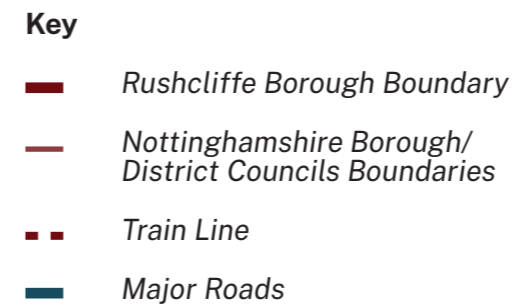 Key
Rushcliffe Borough Boundary
Nottinghamshire Borough/
District Councils Boundaries
Train Line
Major Roads